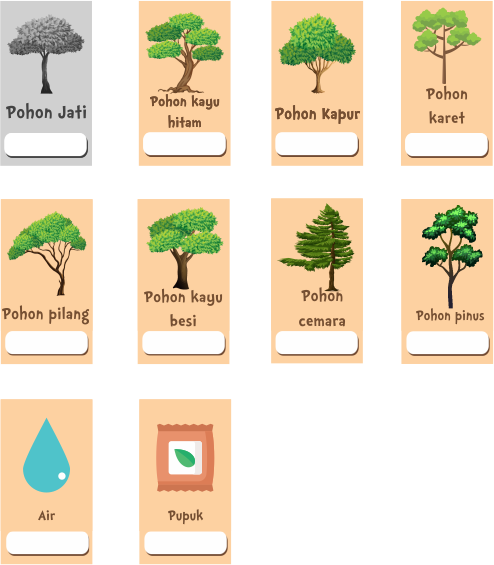 Pohon Jati
Pohon kayu
hitam
Pohon Kapur
Pohon
karet
Pohon pilang
Pohon kayu
besi
Pohon
cemara
Pohon pinus
Air
Pupuk